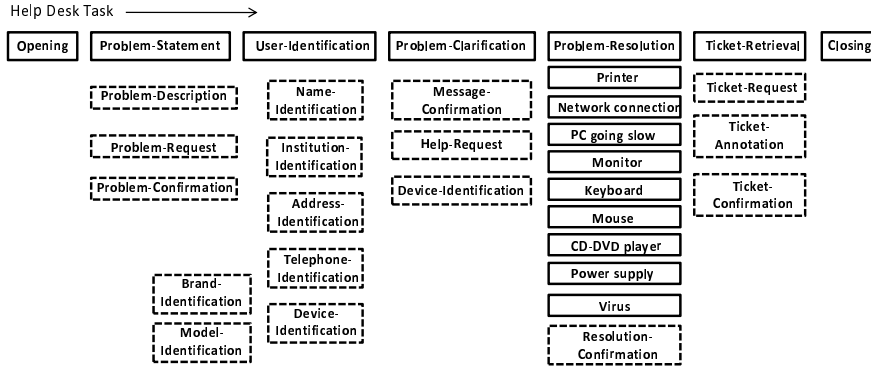 Help Desk Task
Opening
Problem-Statement
User-Identification
Problem-Clarification
Problem-Resolution
Ticket-Retrieval
Closing
Problem-Description
Problem-Request
Problem-Confirmation
Brand-
Identification
Model-
Identification
Name-
Identification
Institution-
Identification
Address-
Identification
Telephone-
Identification
Device-
Identification
Message-
Confirmation
Help-Request
Device-Identification
Printer
Network connection
PC going slow
Monitor
Keyboard
Mouse
CD-DVD player
Power supply
Virus
Resolution-
Confirmation
Ticket-Request
Ticket-
Annotation
Ticket-
Confirmation